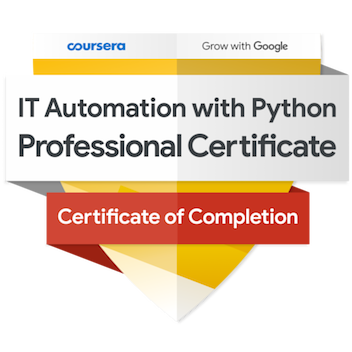 coursera
Grow with Google
IT Automation with Python
Professional Certificate
Certificate of Completion